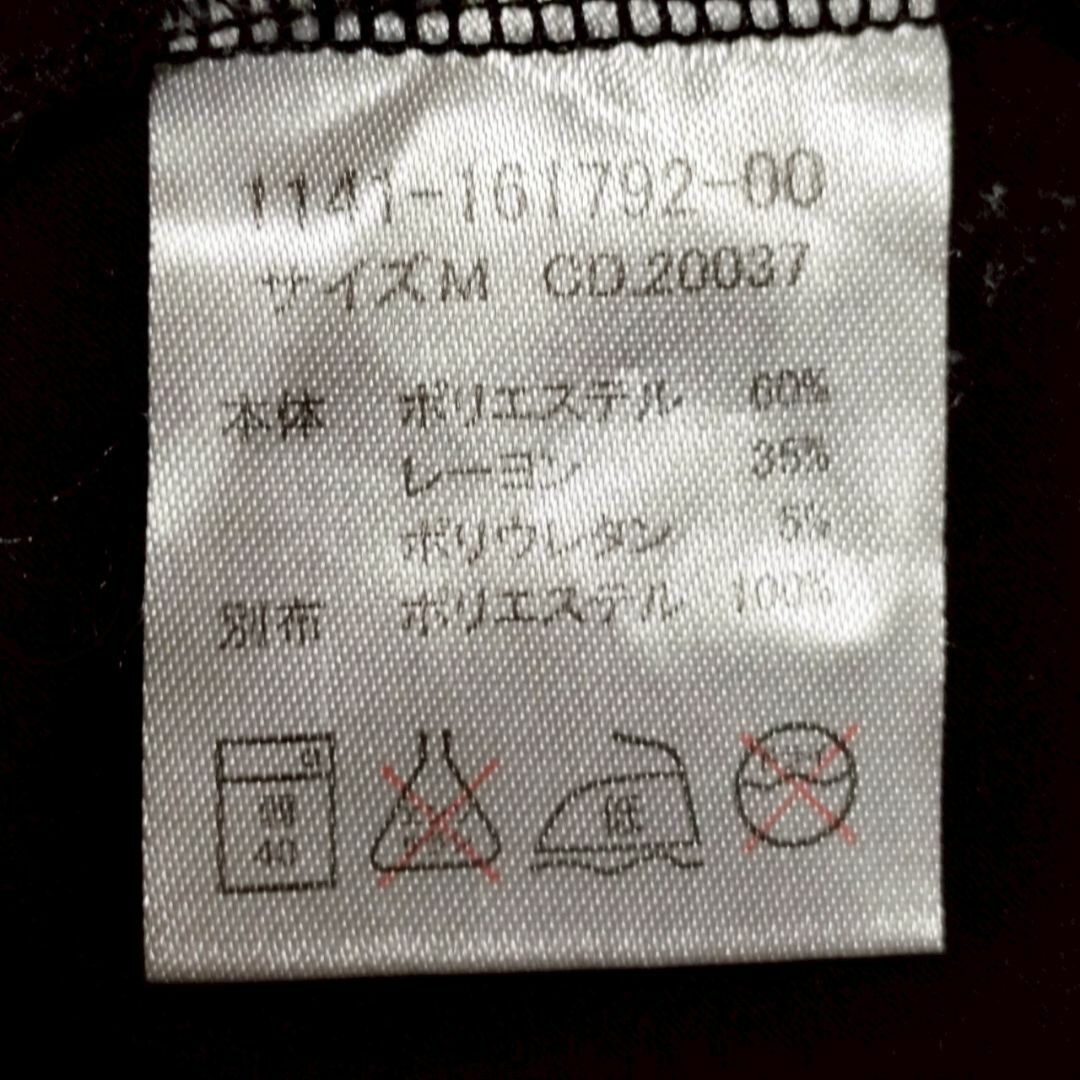 1141-161792-00
サイズM CD.20037
本体 ポリエステル 60%
レーヨン 35%
ポリウレタン 5%
別布 ポリエステル 100%
弱
40
低